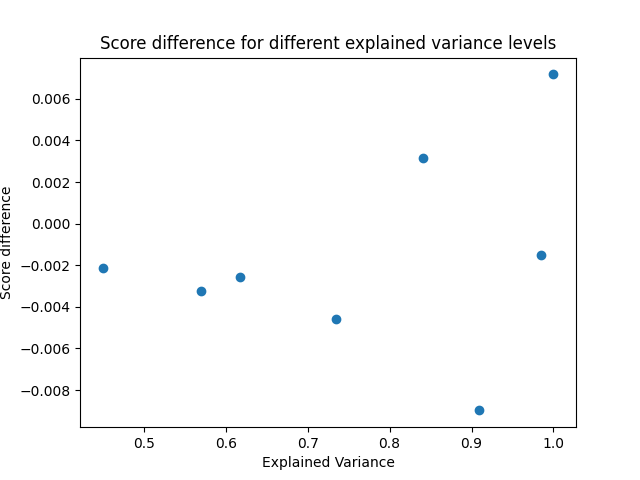 Score difference for different explained variance levels
0.006
0.004
0.002
0.000
−0.002
−0.004
−0.006
−0.008
Score difference
0.5 0.6 0.7 0.8 0.9 1.0
Explained Variance